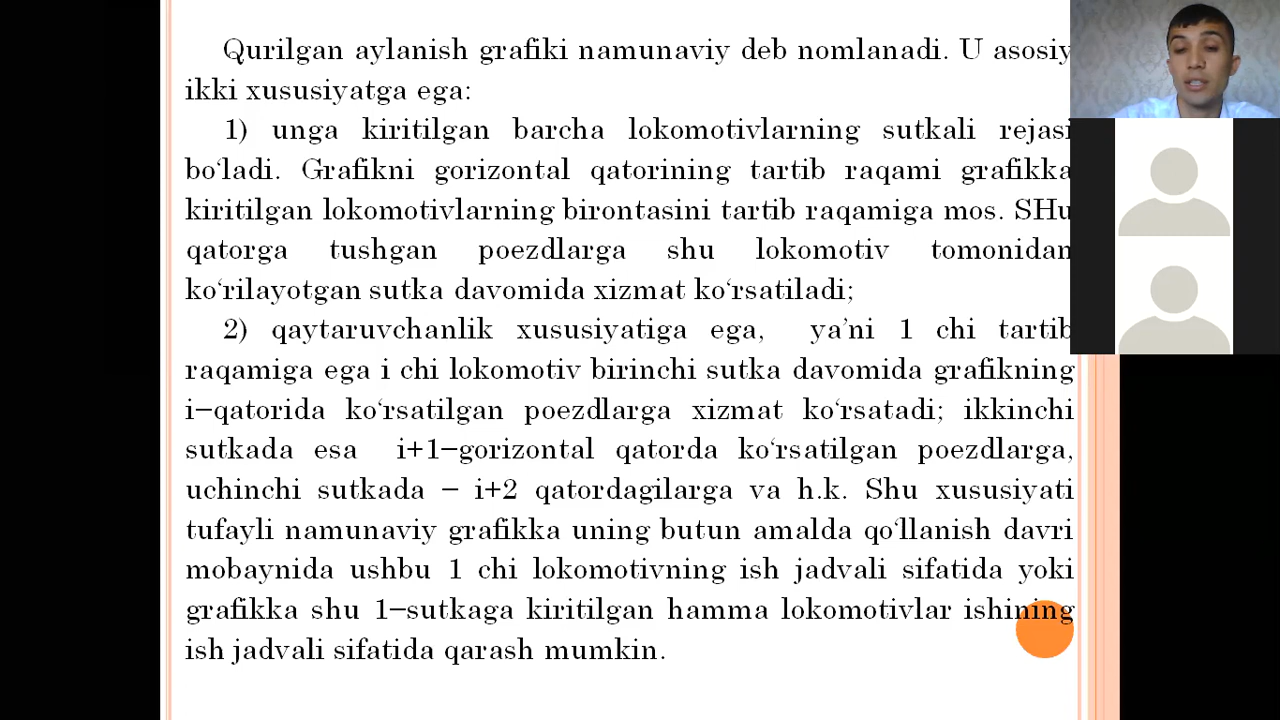 Qurilgan aylanish grafiki namunaviy deb nomlanadi. U asosiy
ikki xususiyatga ega:
1) unga kiritilgan barcha lokomotivlarning sutkali rejasi
bo‘ladi. Grafikni gorizontal qatorining tartib raqami grafikka
kiritilgan lokomotivlarning birontasini tartib raqamiga mos. SHu
qatorga tushgan poezdlarga shu lokomotiv tomonidan
ko‘rilayotgan sutka davomida xizmat ko‘rsatiladi;
2) qaytaruvchanlik xususiyatiga ega, ya’ni 1 chi tartib
raqamiga ega i chi lokomotiv birinchi sutka davomida grafikning
i–qatorida ko‘rsatilgan poezdlarga xizmat ko‘rsatadi; ikkinchi
sutkada esa i+1–gorizontal qatorda ko‘rsatilgan poezdlarga,
uchinchi sutkada – i+2 qatordagilarga va h.k. Shu xususiyati
tufayli namunaviy grafikka uning butun amalda qo‘llanish davri
mobaynida ushbu 1 chi lokomotivning ish jadvali sifatida yoki
grafikka shu 1–sutkaga kiritilgan hamma lokomotivlar ishining
ish jadvali sifatida qarash mumkin.